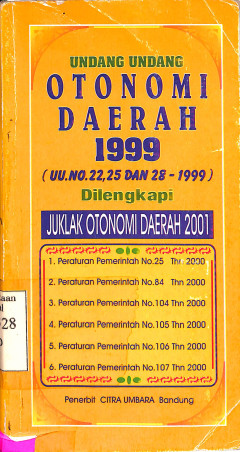 UNDANG UNDANG
OTONOMI
DAERAH
1999
(UU.NO.22,25 DAN 28 - 1999)
Dilengkapi
JUKLAK OTONOMI DAERAH 2001
1. Peraturan Pemerintah No.25 Thn 2000
2. Peraturan Pemerintah No.84 Thn 2000
3. Peraturan Pemerintah No.104 Thn 2000
4. Peraturan Pemerintah No.105 Thn 2000
5. Peraturan Pemerintah No.106 Thn 2000
6. Peraturan Pemerintah No.107 Thn 2000
Penerbit CITRA UMBARA Bandung